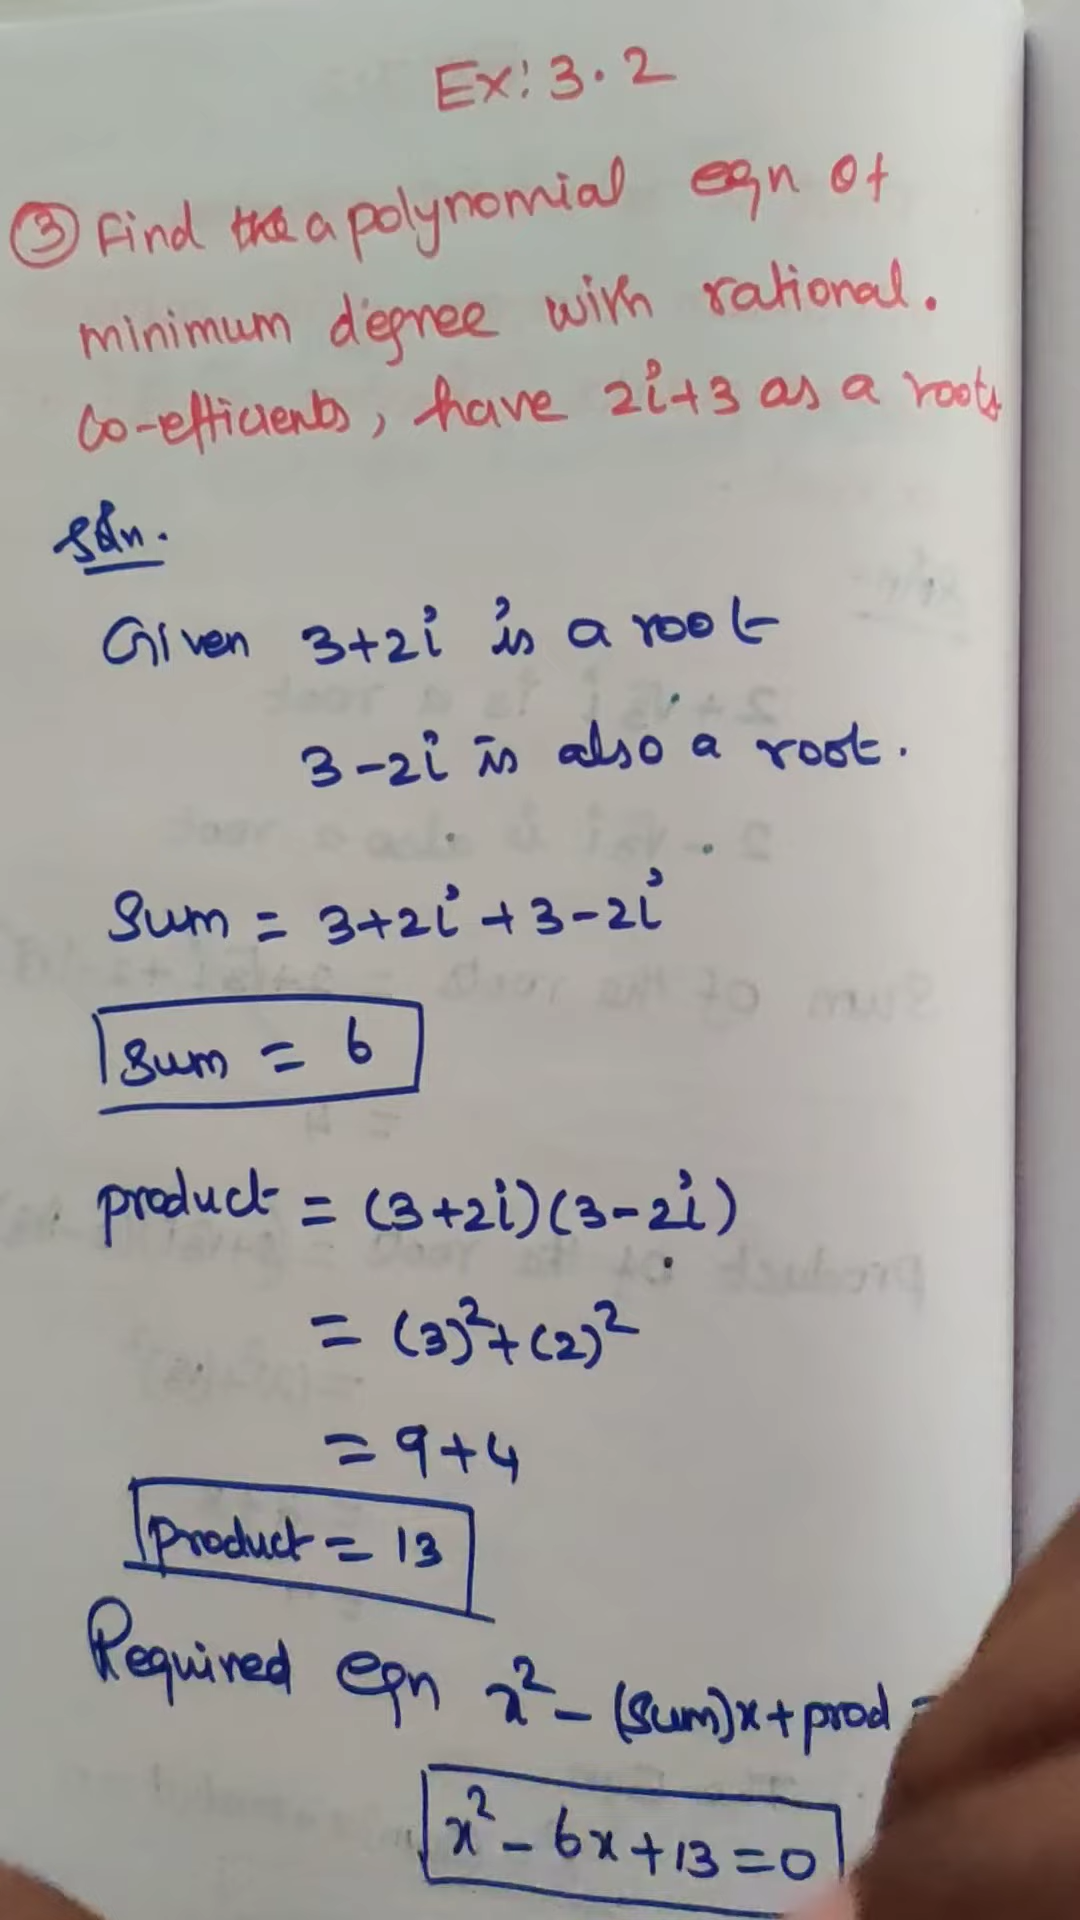 Ex: 3.2
③ Find the a polynomial eqn of
minimum degree with rational.
co-efficients, have 2i+3 as a roots
Soln.
Given 3+2i is a root
3-2i is also a root.
Sum = 3+2i+3-2i
Sum = 6
product = (3+2i)(3-2i)
= (3)²+(2)²
= 9+4
product = 13
Required eqn x² - (Sum)x + prod =
x² - 6x + 13 = 0